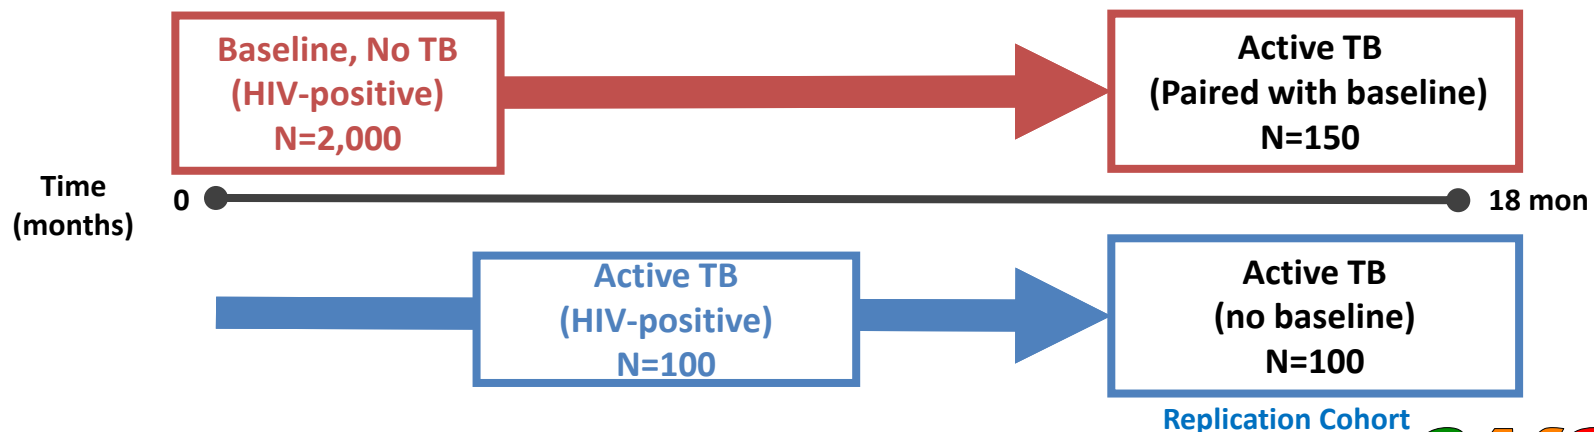 Baseline, No TB
(HIV-positive)
N=2,000
Active TB
(Paired with baseline)
N=150
Time
(months)
0
18 mon
Active TB
(HIV-positive)
N=100
Active TB
(no baseline)
N=100
Replication Cohort